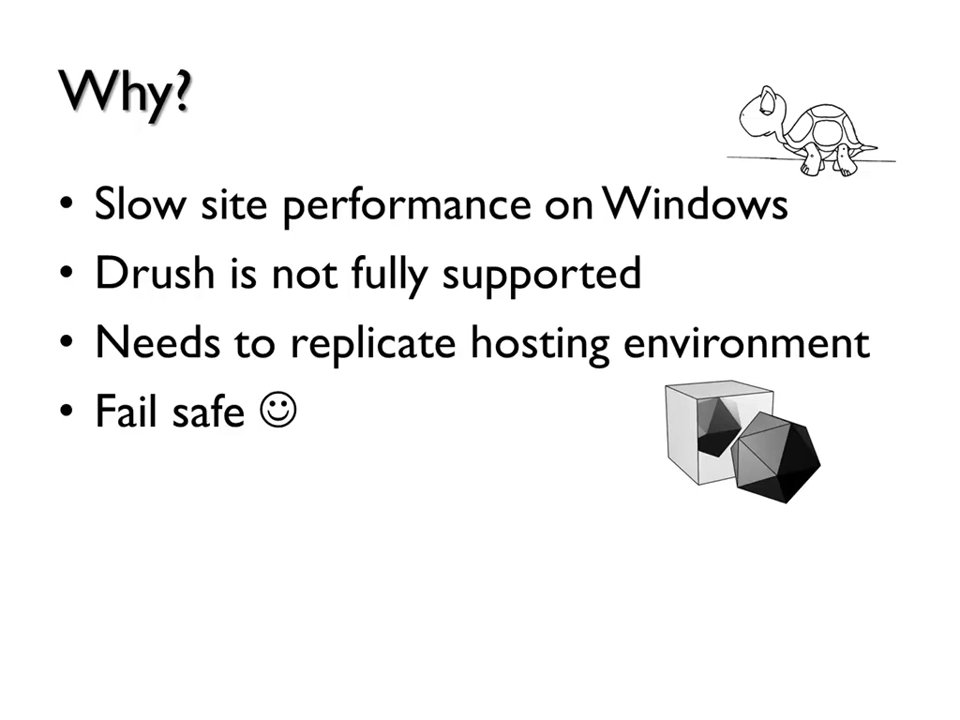 Why?
• Slow site performance on Windows
• Drush is not fully supported
• Needs to replicate hosting environment
• Fail safe ☺